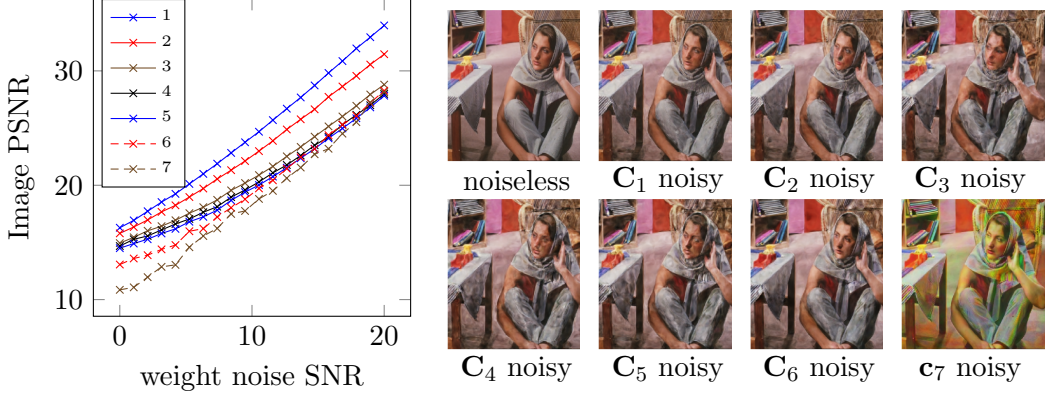 1
2
3
4
5
6
7
30
20
10
0
10
20
Image PSNR
weight noise SNR
noiseless
C₁ noisy
C₂ noisy
C₃ noisy
C₄ noisy
C₅ noisy
C₆ noisy
c₇ noisy